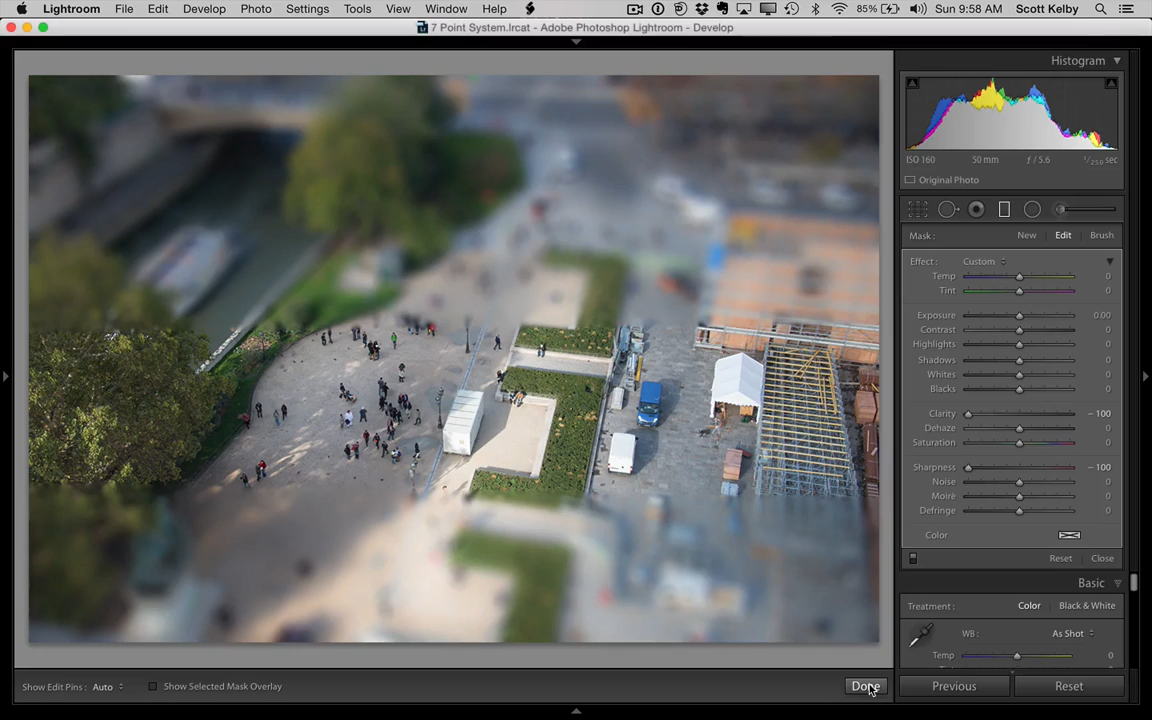 Lightroom File Edit Develop Photo Settings Tools View Window Help 85% Sun 9:58 AM Scott Kelby
7 Point System.lrcat - Adobe Photoshop Lightroom - Develop
Histogram
ISO 160 50 mm ƒ / 5.6 1/250 sec
Original Photo
Mask : New Edit Brush
Effect : Custom
Temp 0
Tint 0
Exposure 0.00
Contrast 0
Highlights 0
Shadows 0
Whites 0
Blacks 0
Clarity – 100
Dehaze 0
Saturation 0
Sharpness – 100
Noise 0
Moiré 0
Defringe 0
Color
Reset Close
Basic
Treatment : Color Black & White
WB : As Shot
Temp 0
Show Edit Pins : Auto Show Selected Mask Overlay Done Previous Reset